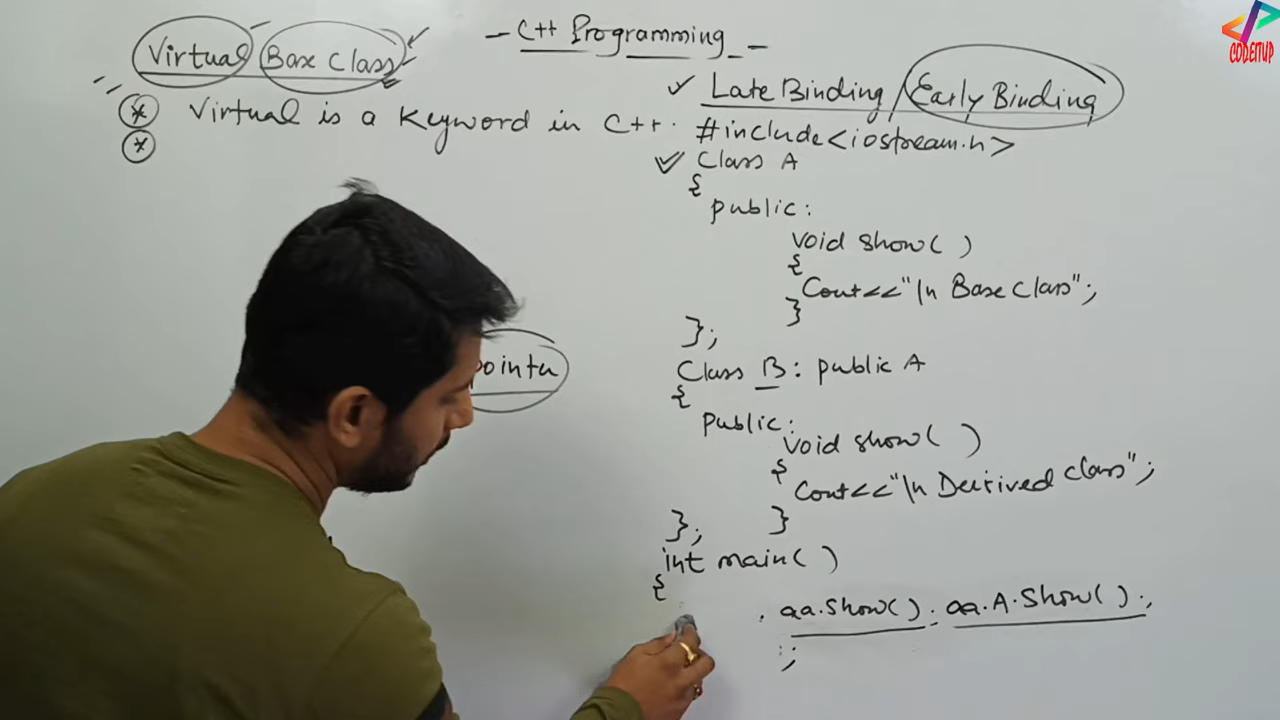 - C++ Programming -
CODEITUP
Virtual Base Class
* Virtual is a Keyword in C++.
*
Late Binding / Early Binding
#include<iostream.h>
Class A
{
public:
void show( )
{
Cout<<"\n Base Class";
}
};
Class B : public A
{
public:
void show( )
{
Cout<<"\n Derived Class";
}
};
int main( )
{
aa.Show(); aa.A.Show();
;